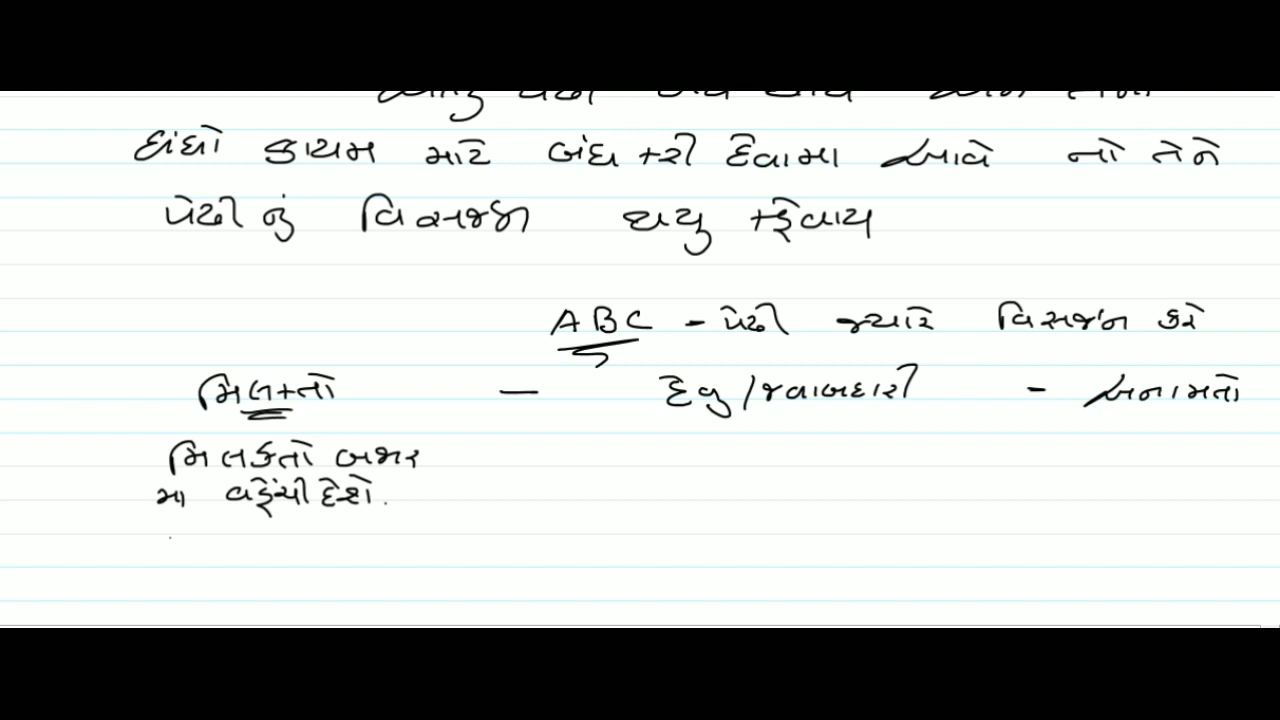 ધંધો કાયમ માટે બંધ કરી દેવામા આવે તો તેને
પેઢી નું વિસર્જન થયુ કહેવાય
ABC - પેઢી જ્યારે વિસર્જન કરે
મિલકતો — દેવુ/જવાબદારી - અનામતો
મિલકતો બજાર
મા વહેંચી દેશે.